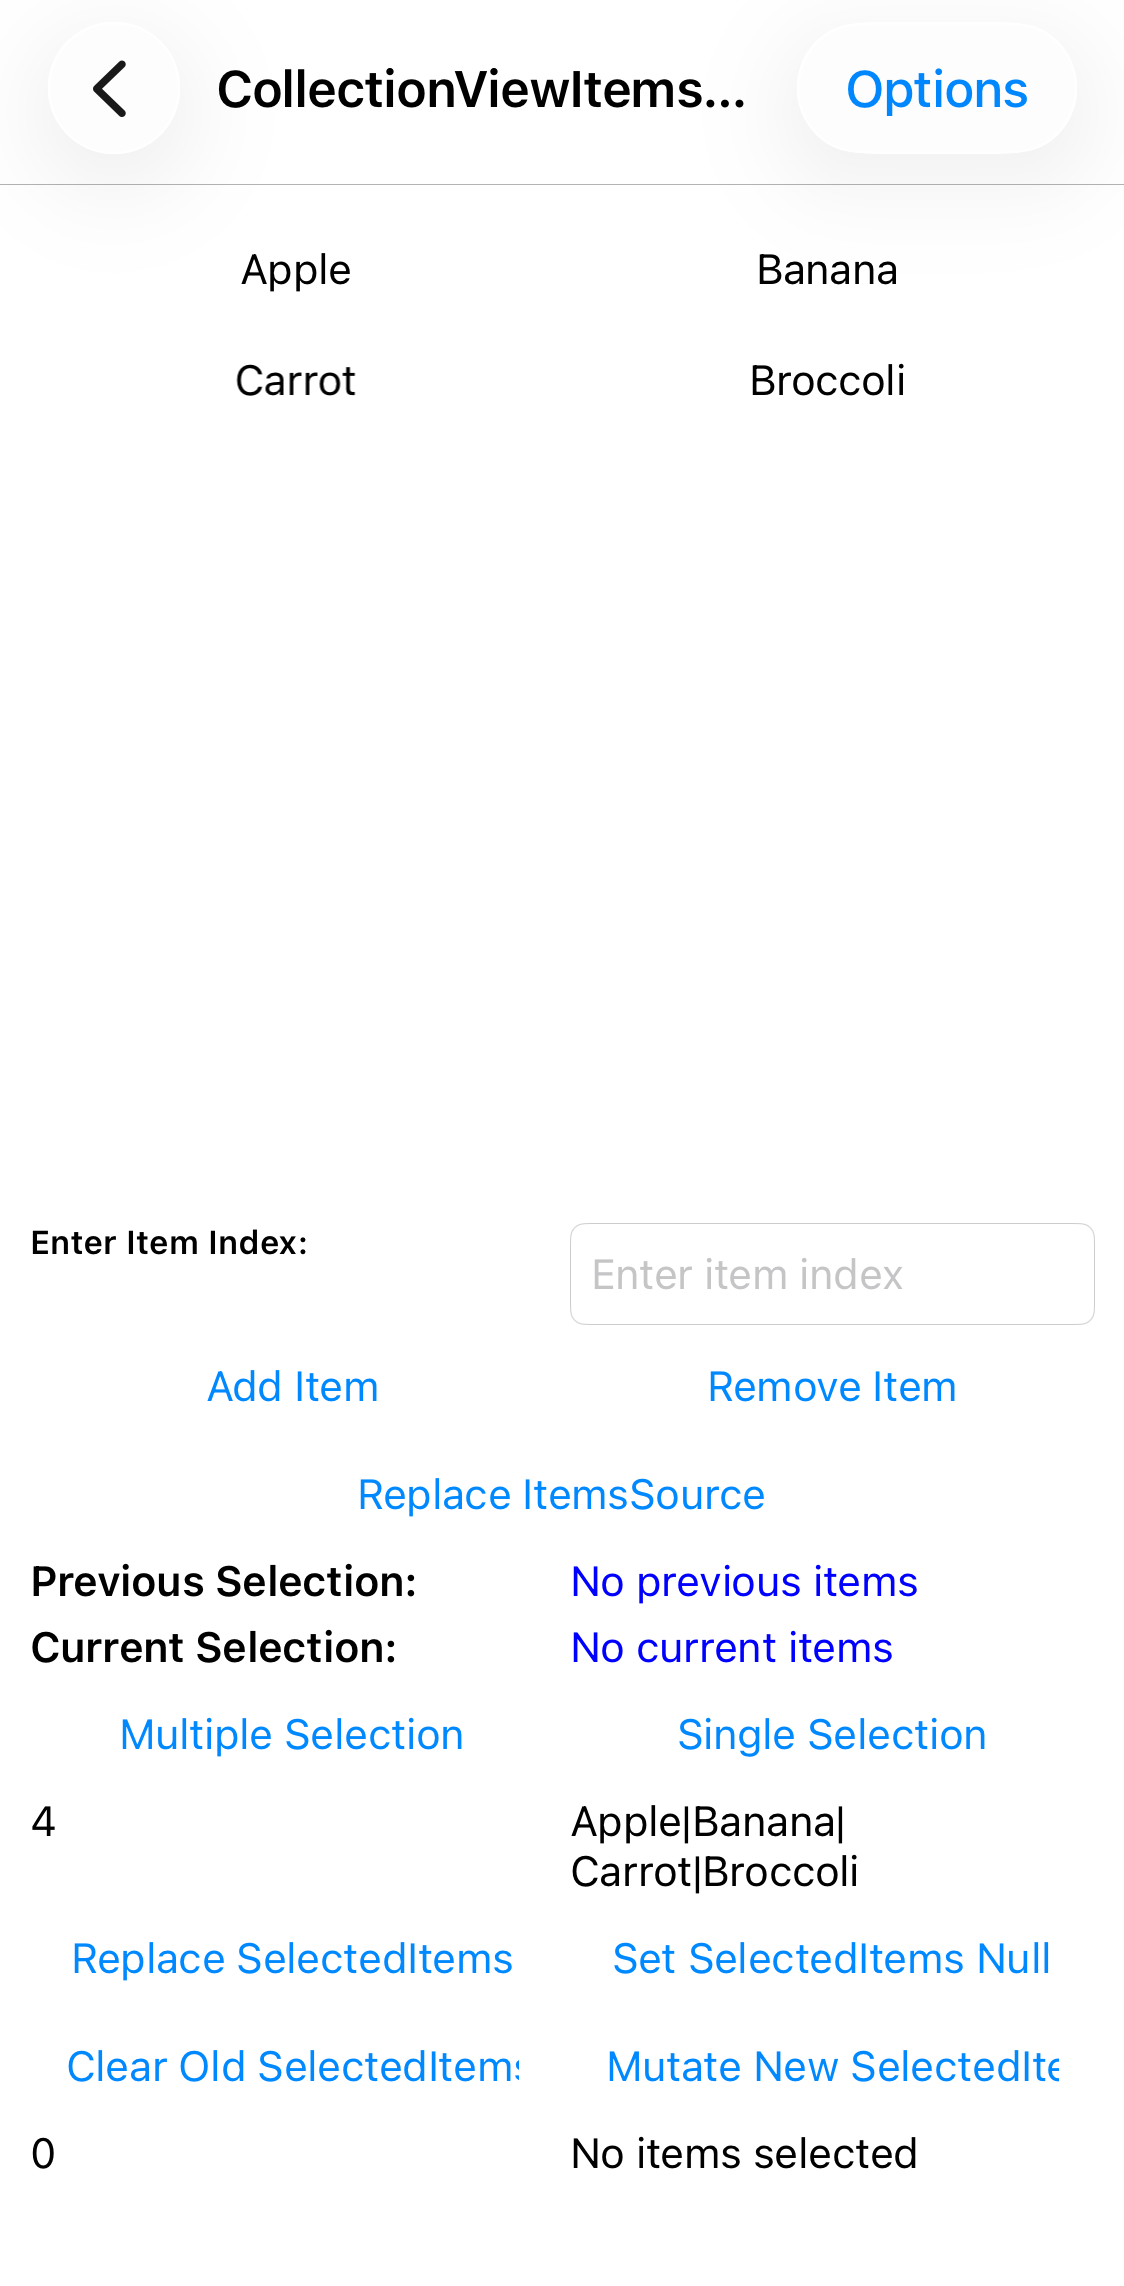 CollectionViewItems...
Options
Apple
Banana
Carrot
Broccoli
Enter Item Index:
Enter item index
Add Item
Remove Item
Replace ItemsSource
Previous Selection:
No previous items
Current Selection:
No current items
Multiple Selection
Single Selection
4
Apple|Banana|
Carrot|Broccoli
Replace SelectedItems
Set SelectedItems Null
Clear Old SelectedItems
Mutate New SelectedIte
0
No items selected